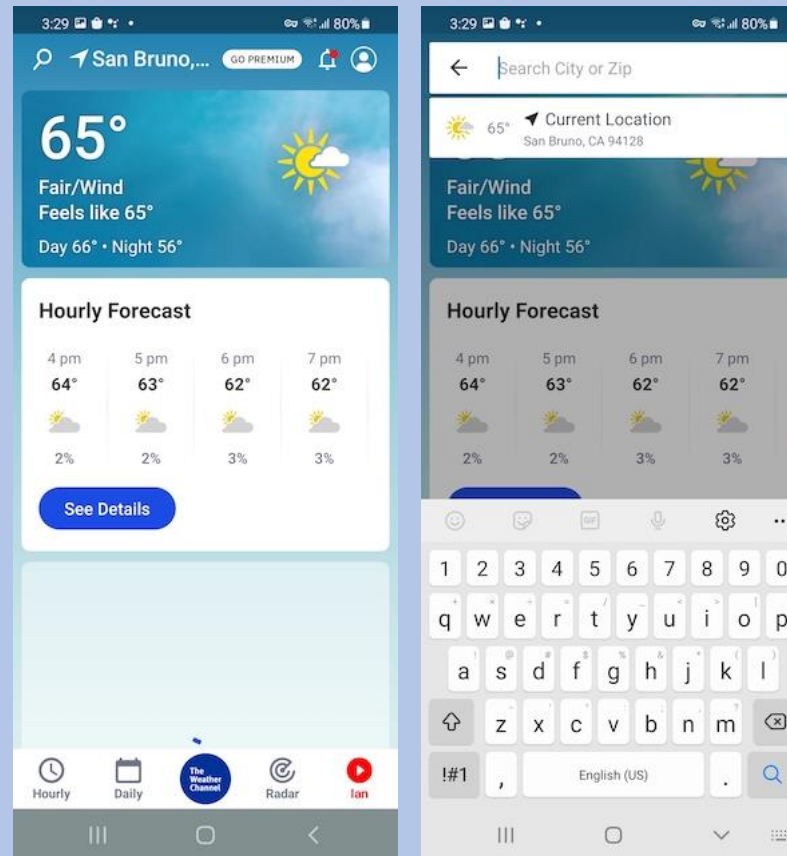 3:29
80%
San Bruno,...
GO PREMIUM
65°
Fair/Wind
Feels like 65°
Day 66° • Night 56°
Hourly Forecast
4 pm 5 pm 6 pm 7 pm
64° 63° 62° 62°
2% 2% 3% 3%
See Details
The
Weather
Channel
Hourly Daily Radar Ian
3:29
80%
Search City or Zip
65° Current Location
San Bruno, CA 94128
Fair/Wind
Feels like 65°
Day 66° • Night 56°
Hourly Forecast
4 pm 5 pm 6 pm 7 pm
64° 63° 62° 62°
2% 2% 3% 3%
GIF
1 2 3 4 5 6 7 8 9 0
q w e r t y u i o p
a s d f g h j k l
z x c v b n m
!#1 , English (US) .